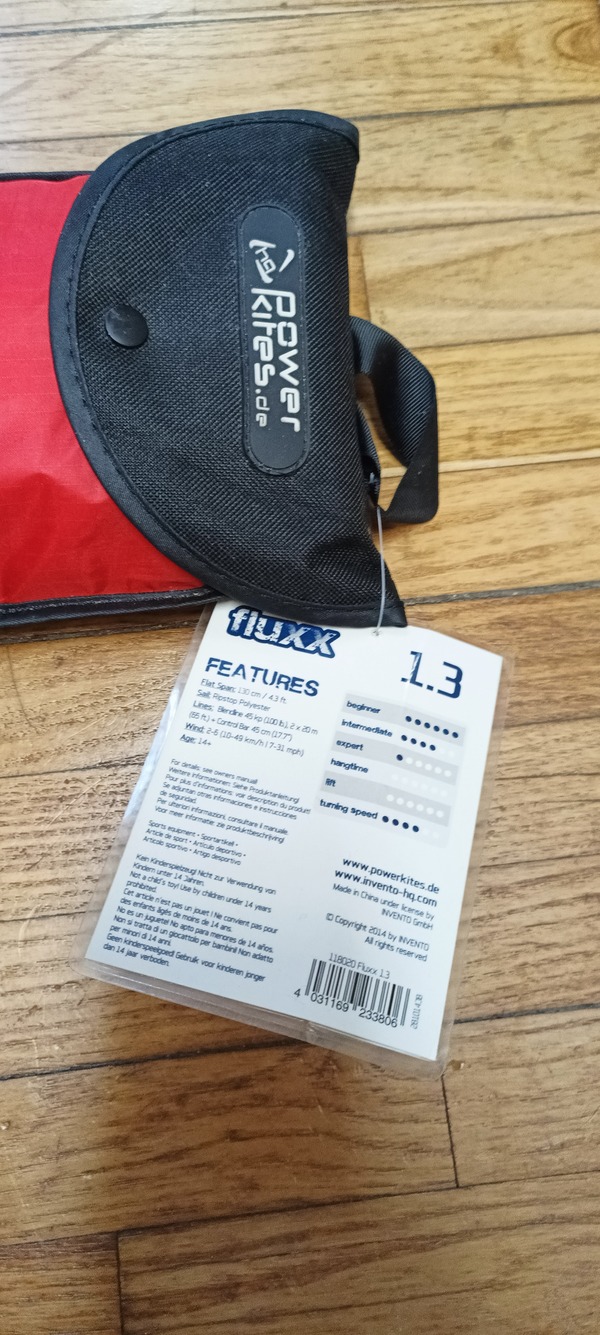 HQ
power
kites.de
fluxx
1.3
FEATURES
Flat Span: 130 cm / 4.3 ft.
Sail: Ripstop Polyester
Lines: Blendline 45 kp (100 lb), 2 x 20 m
(65 ft.) + Control Bar 45 cm (17.7")
Wind: 2-6 (10-49 km/h | 7-31 mph)
Age: 14+
beginner
intermediate
expert
hangtime
lift
turning speed
For details: see owners manual!
Weitere Informationen: Siehe Produktanleitung!
Pour plus d'informations, voir description du produit!
Se adjuntan otras informaciones e instrucciones
de seguridad.
Per ulteriori informazioni, consultare il manuale.
Voor meer informatie: zie produktbeschrijving!
Sports equipment • Sportartikel •
Article de sport • Artículo deportivo •
Articolo sportivo • Artigo desportivo
Kein Kinderspielzeug! Nicht zur Verwendung von
Kindern unter 14 Jahren.
Not a child's toy! Use by children under 14 years
prohibited.
Cet article n'est pas un jouet ! Ne convient pas pour
des enfants âgés de moins de 14 ans.
No es un juguete! No apto para menores de 14 años.
Non si tratta di un giocattolo per bambini! Non adatto
per minori di 14 anni.
Geen kinderspeelgoed! Gebruik voor kinderen jonger
dan 14 jaar verboden.
www.powerkites.de
www.invento-hq.com
Made in China under license by
INVENTO GmbH
© Copyright 2014 by INVENTO
All rights reserved
118020 Fluxx 1.3
4 031169 233806